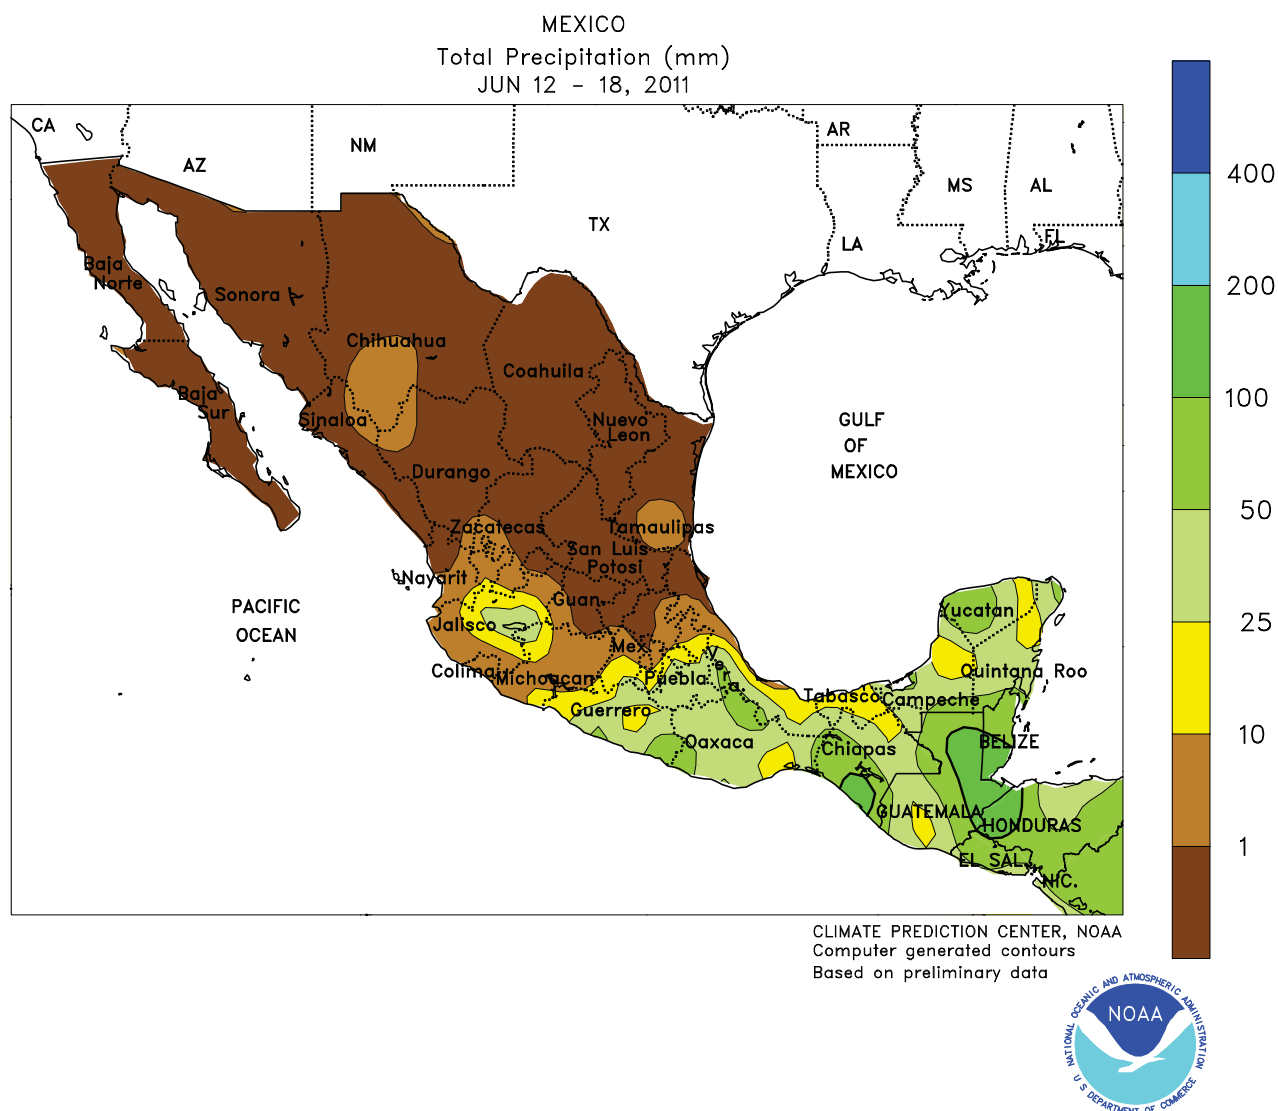 MEXICO
Total Precipitation (mm)
JUN 12 - 18, 2011
CA
AZ
NM
TX
AR
MS
AL
LA
FL
Baja
Norte
Sonora
Chihuahua
Coahuila
Baja
Sur
Sinaloa
Nuevo
Leon
Durango
Zacatecas
Tamaulipas
San Luis
Potosi
Nayarit
Guan.
Jalisco
Mex.
Colima
Michoacan
Puebla
Vera.
Guerrero
Oaxaca
Tabasco
Campeche
Chiapas
Yucatan
Quintana Roo
BELIZE
GUATEMALA
HONDURAS
EL SAL.
NIC.
GULF
OF
MEXICO
PACIFIC
OCEAN
400
200
100
50
25
10
1
CLIMATE PREDICTION CENTER, NOAA
Computer generated contours
Based on preliminary data
NATIONAL OCEANIC AND ATMOSPHERIC ADMINISTRATION
NOAA
U S DEPARTMENT OF COMMERCE